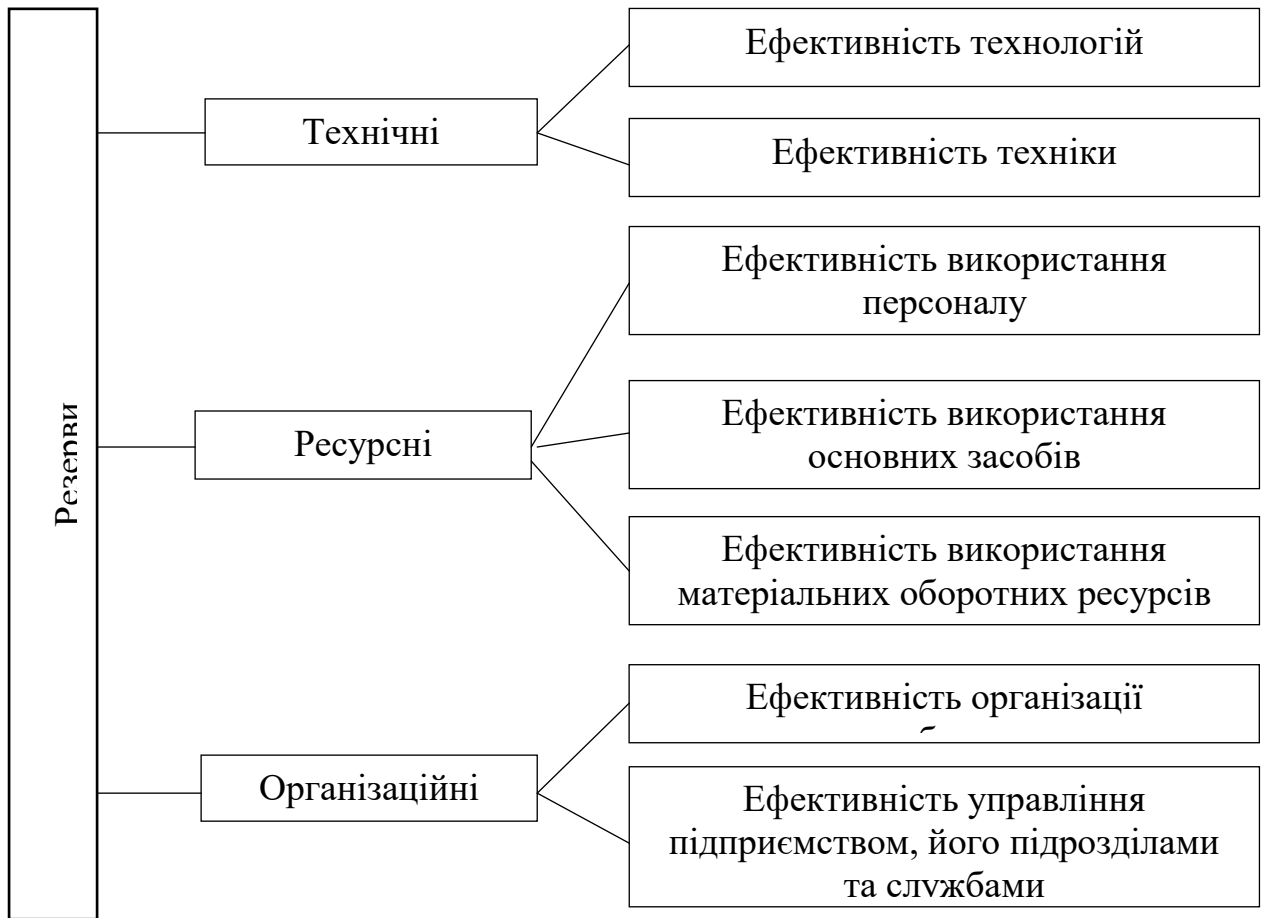 Резерви
Технічні
Ефективність технологій
Ефективність техніки
Ресурсні
Ефективність використання
персоналу
Ефективність використання
основних засобів
Ефективність використання
матеріальних оборотних ресурсів
Організаційні
Ефективність організації
Ефективність управління
підприємством, його підрозділами
та службами